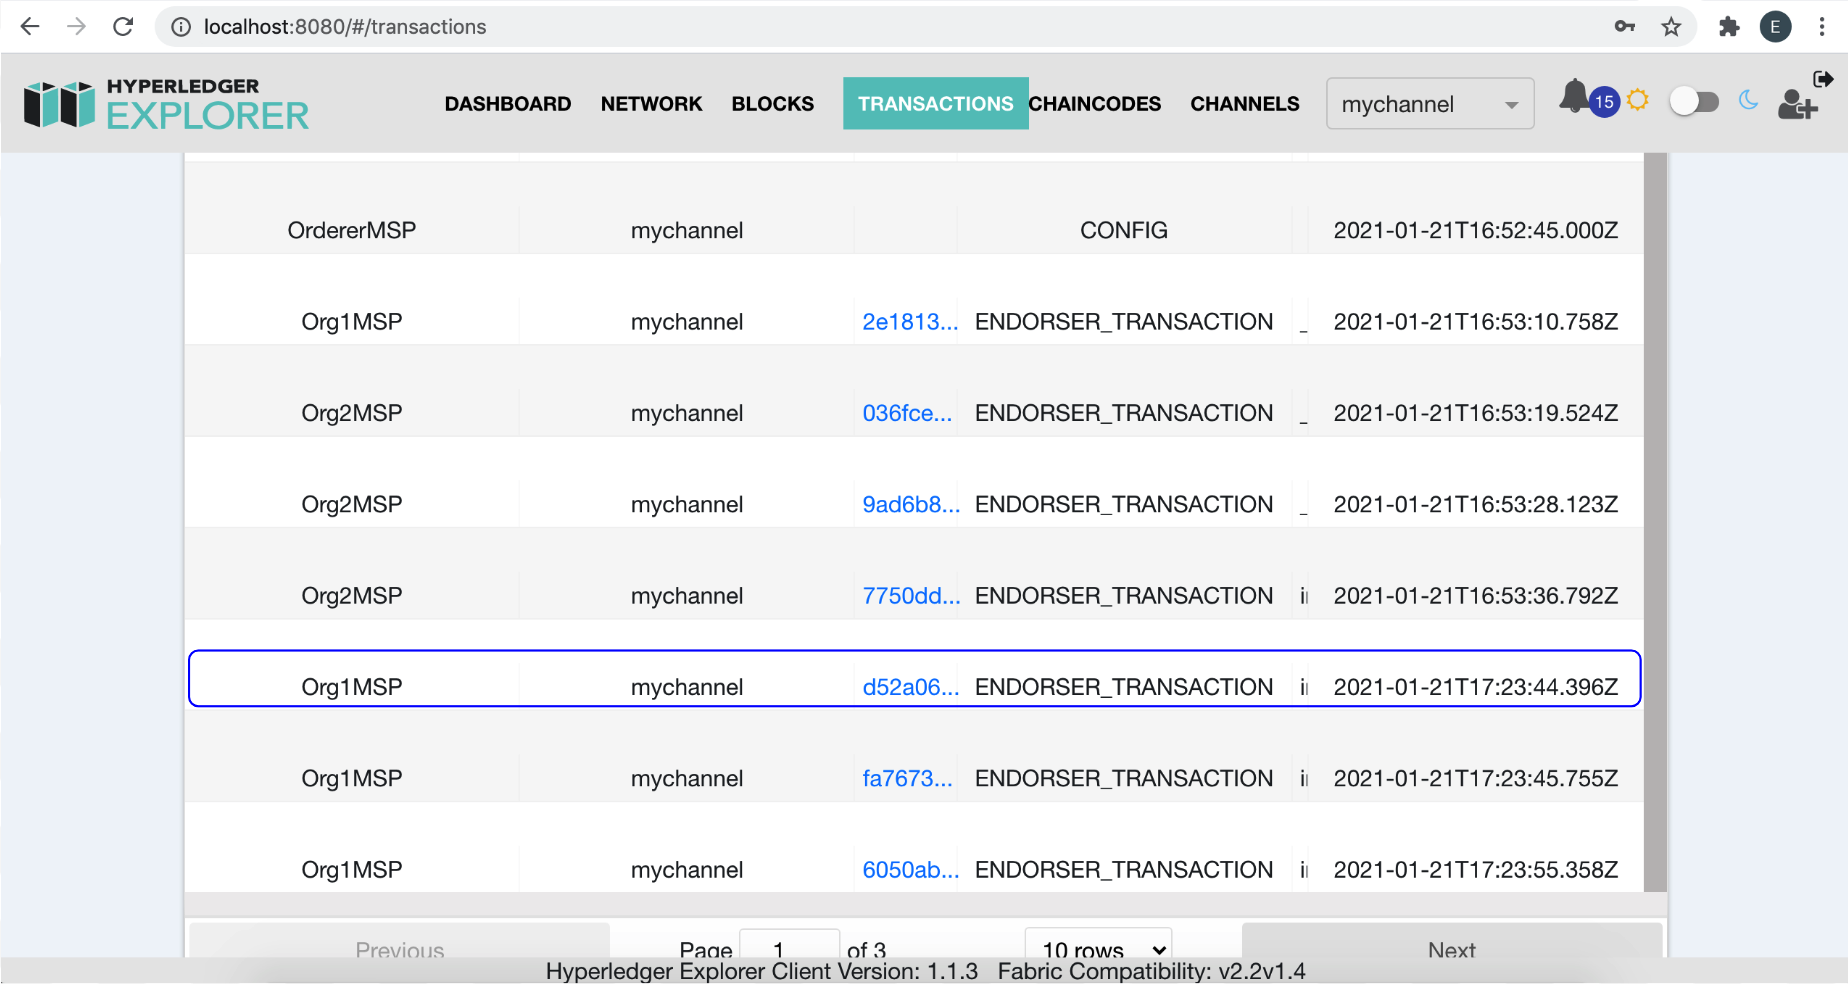 localhost:8080/#/transactions E
HYPERLEDGER
EXPLORER
DASHBOARD NETWORK BLOCKS TRANSACTIONS CHAINCODES CHANNELS mychannel 15
OrdererMSP mychannel CONFIG 2021-01-21T16:52:45.000Z
Org1MSP mychannel 2e1813... ENDORSER_TRANSACTION _ 2021-01-21T16:53:10.758Z
Org2MSP mychannel 036fce... ENDORSER_TRANSACTION _ 2021-01-21T16:53:19.524Z
Org2MSP mychannel 9ad6b8... ENDORSER_TRANSACTION _ 2021-01-21T16:53:28.123Z
Org2MSP mychannel 7750dd... ENDORSER_TRANSACTION 2021-01-21T16:53:36.792Z
Org1MSP mychannel d52a06... ENDORSER_TRANSACTION 2021-01-21T17:23:44.396Z
Org1MSP mychannel fa7673... ENDORSER_TRANSACTION 2021-01-21T17:23:45.755Z
Org1MSP mychannel 6050ab... ENDORSER_TRANSACTION 2021-01-21T17:23:55.358Z
Previous Page 1 of 3 10 rows Next
Hyperledger Explorer Client Version: 1.1.3 Fabric Compatibility: v2.2v1.4